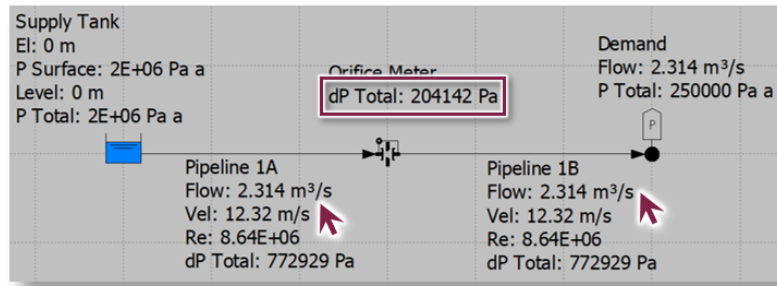 Supply Tank
El: 0 m
P Surface: 2E+06 Pa a
Level: 0 m
P Total: 2E+06 Pa a
Orifice Meter
dP Total: 204142 Pa
Demand
Flow: 2.314 m³/s
P Total: 250000 Pa a
P
Pipeline 1A
Flow: 2.314 m³/s
Vel: 12.32 m/s
Re: 8.64E+06
dP Total: 772929 Pa
Pipeline 1B
Flow: 2.314 m³/s
Vel: 12.32 m/s
Re: 8.64E+06
dP Total: 772929 Pa